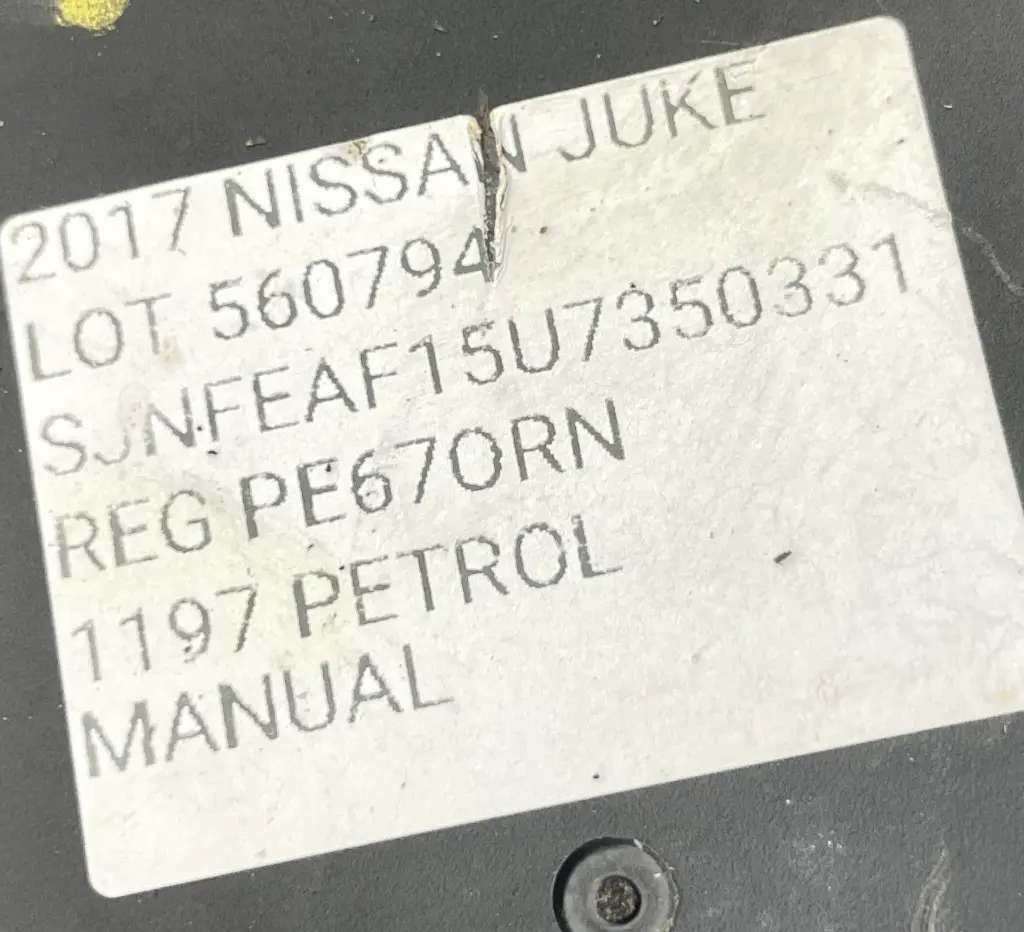 2017 NISSAN JUKE
LOT 560794
SJNFEAF15U7350331
REG PE67ORN
1197 PETROL
MANUAL